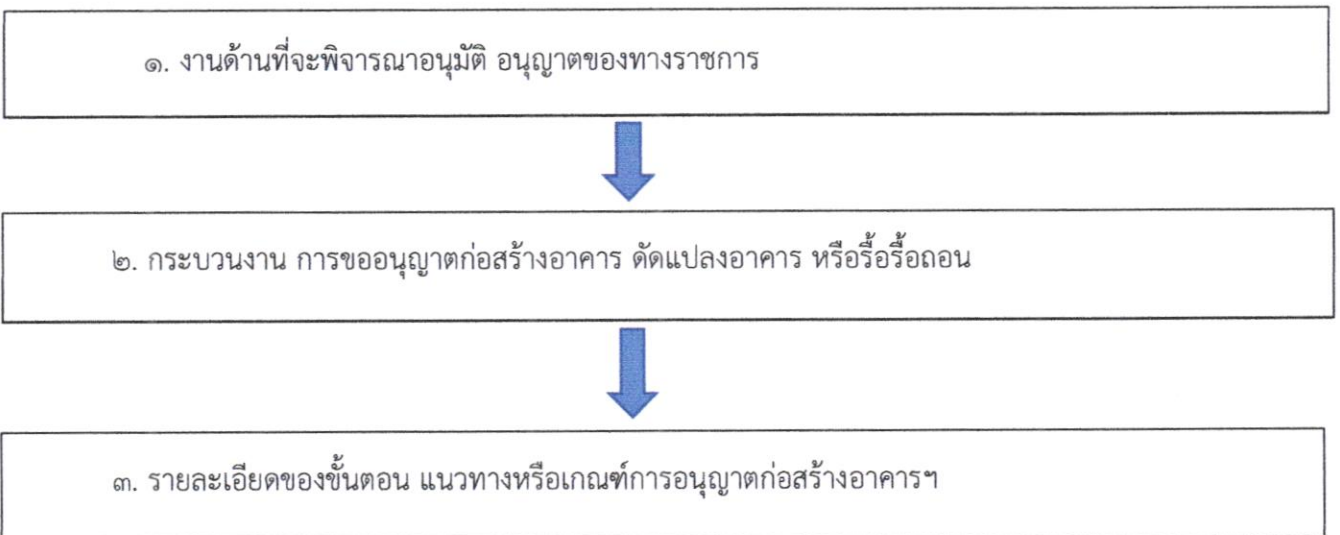 ๑. งานด้านที่จะพิจารณาอนุมัติ อนุญาตของทางราชการ
๒. กระบวนงาน การขออนุญาตก่อสร้างอาคาร ดัดแปลงอาคาร หรือรื้อรื้อถอน
๓. รายละเอียดของขั้นตอน แนวทางหรือเกณฑ์การอนุญาตก่อสร้างอาคารฯ